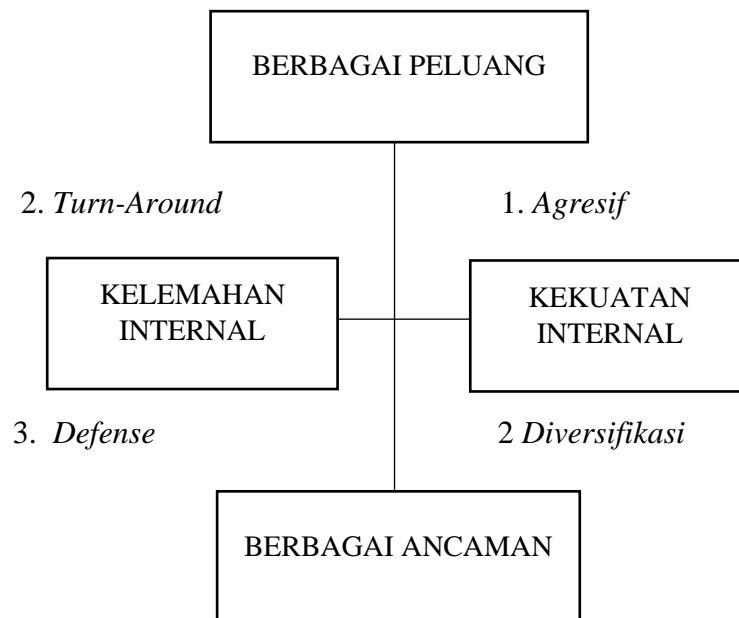 BERBAGAI PELUANG
2. Turn-Around
1. Agresif
KELEMAHAN
INTERNAL
KEKUATAN
INTERNAL
3. Defense
2 Diversifikasi
BERBAGAI ANCAMAN